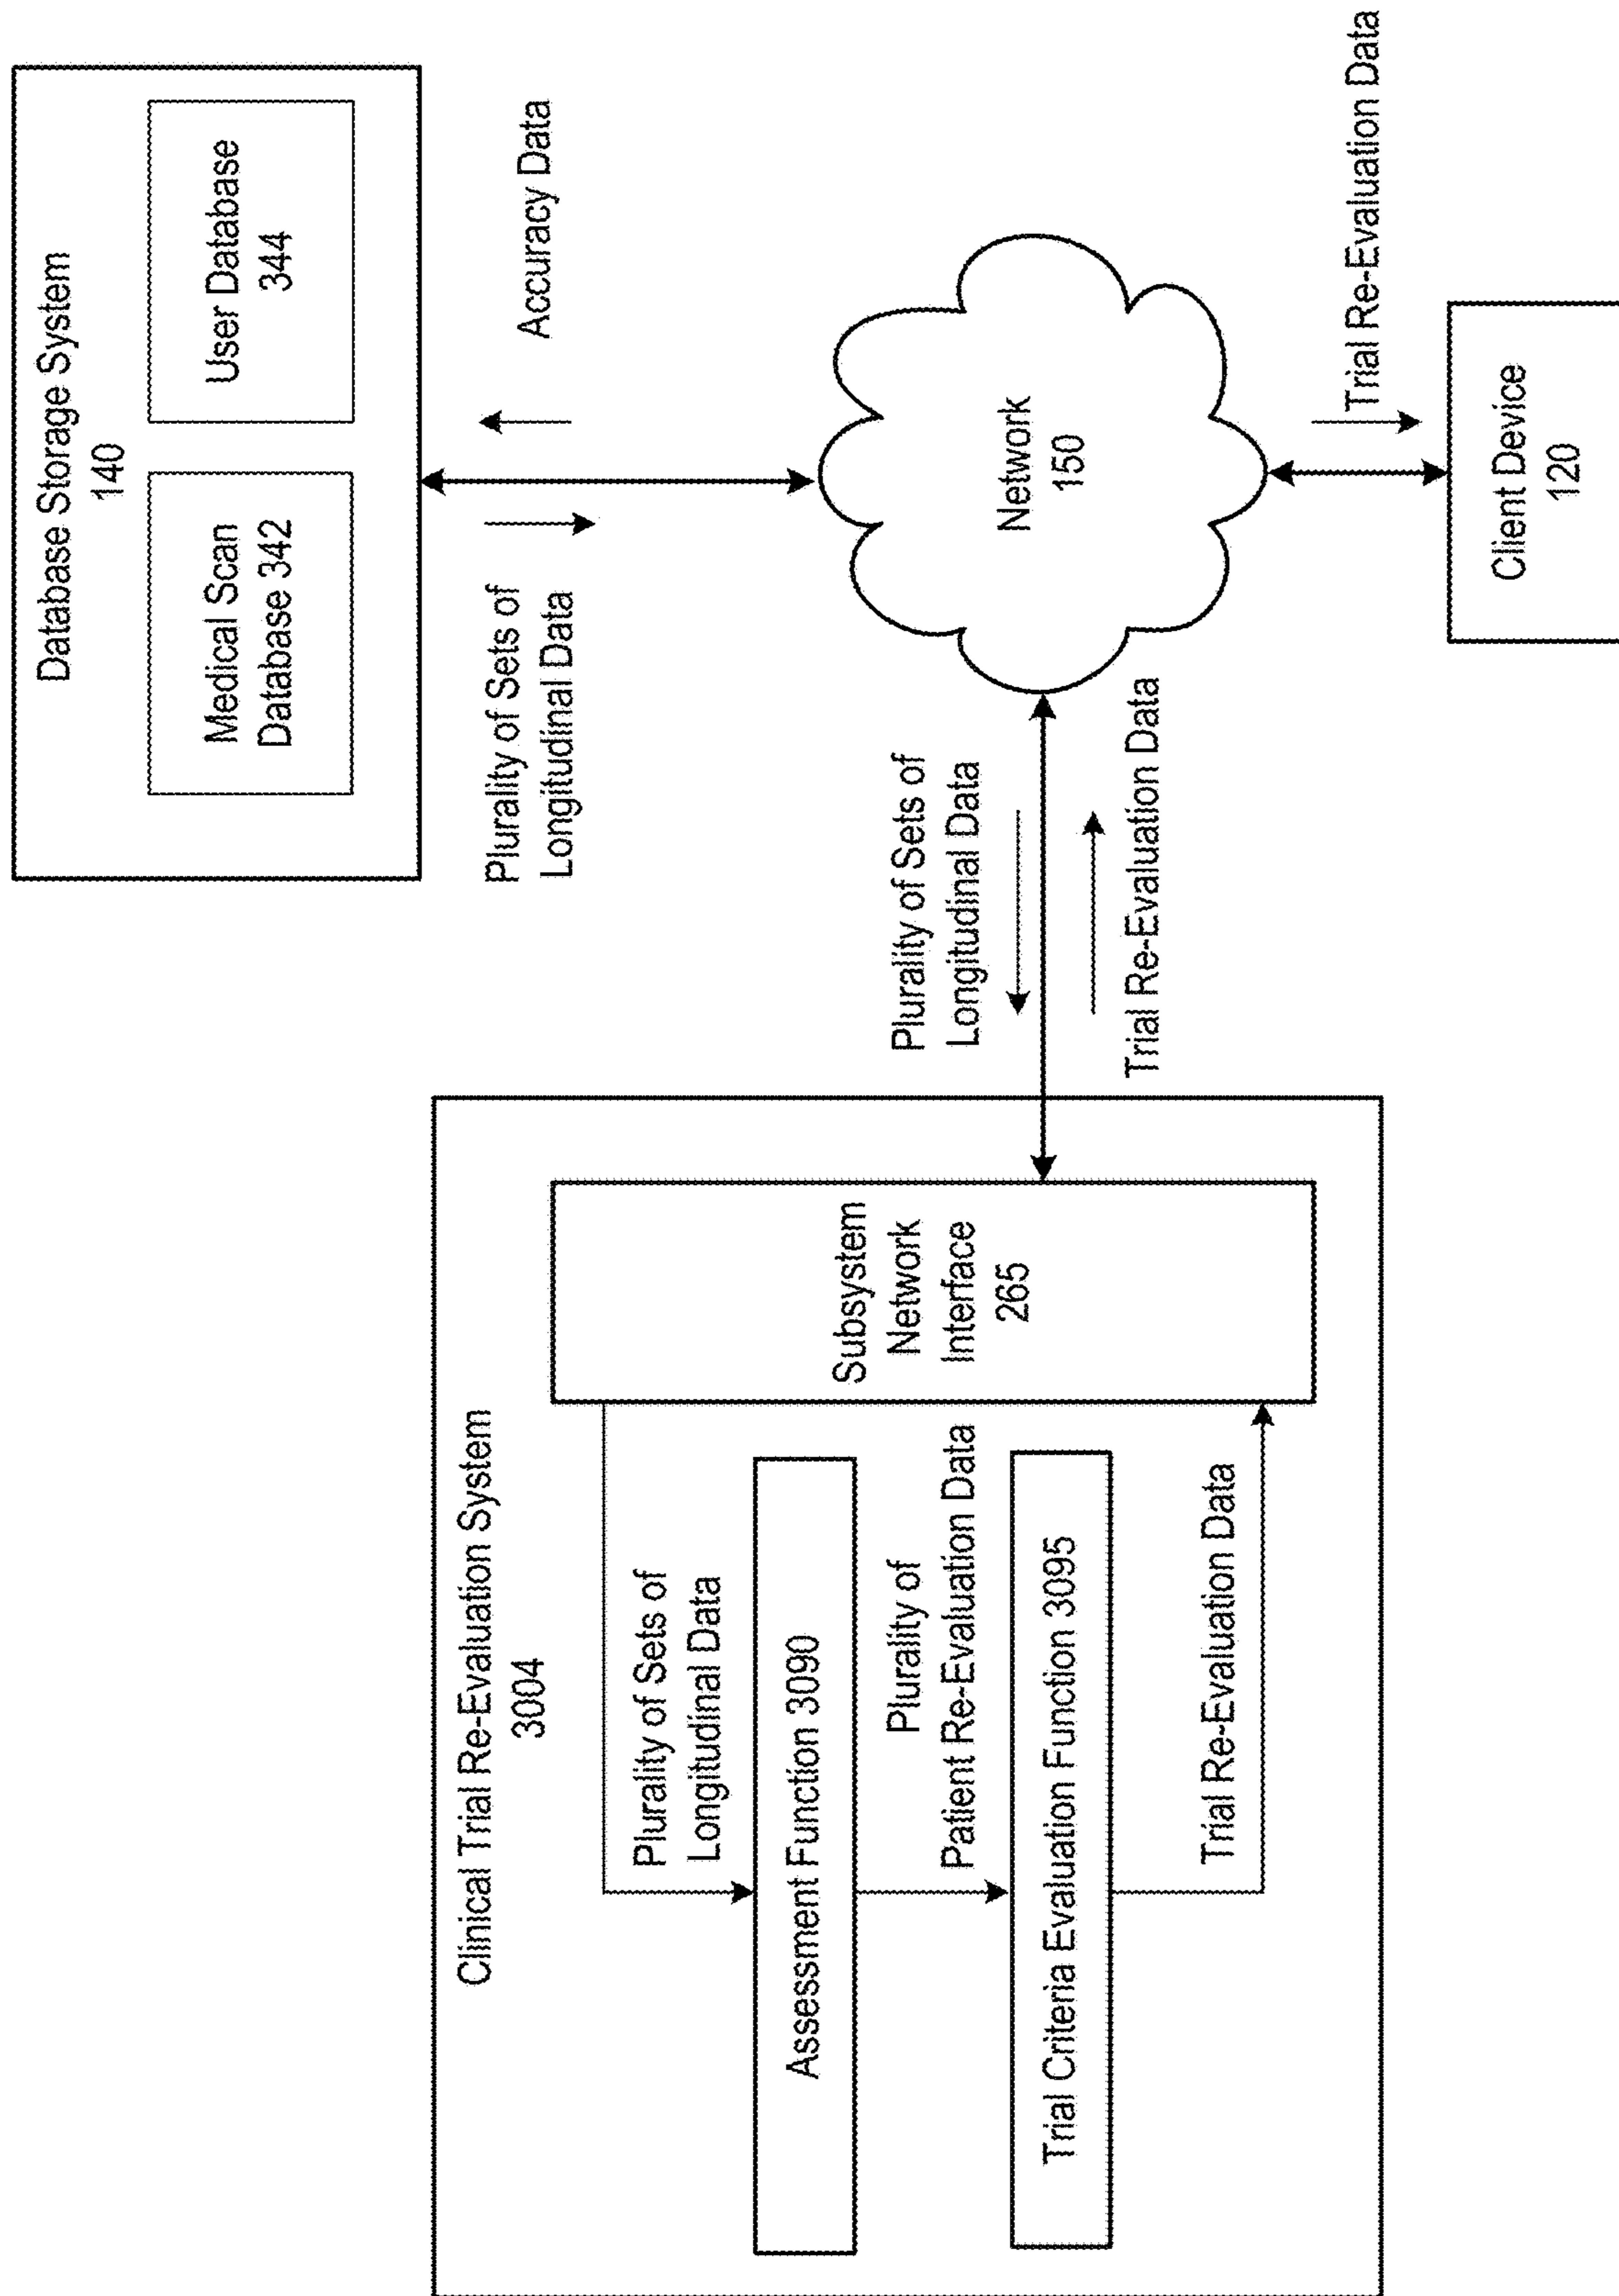 Clinical Trial Re-Evaluation System
3004
Plurality of Sets of
Longitudinal Data
Assessment Function 3090
Plurality of
Patient Re-Evaluation Data
Trial Criteria Evaluation Function 3095
Trial Re-Evaluation Data
Subsystem
Network
Interface
265
Plurality of Sets of
Longitudinal Data
Trial Re-Evaluation Data
Database Storage System
140
Medical Scan
Database 342
User Database
344
Plurality of Sets of
Longitudinal Data
Accuracy Data
Network
150
Trial Re-Evaluation Data
Client Device
120